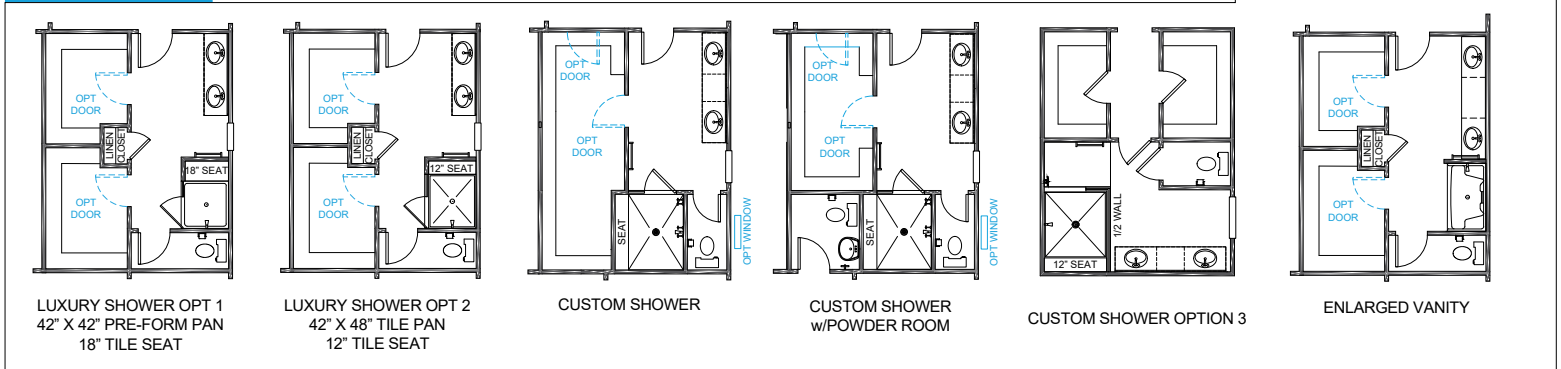 OPT
DOOR
LINEN
CLOSET
18" SEAT
OPT
DOOR
LUXURY SHOWER OPT 1
42" X 42" PRE-FORM PAN
18" TILE SEAT
OPT
DOOR
LINEN
CLOSET
12" SEAT
OPT
DOOR
LUXURY SHOWER OPT 2
42" X 48" TILE PAN
12" TILE SEAT
OPT
DOOR
OPT
DOOR
SEAT
OPT WINDOW
CUSTOM SHOWER
OPT
DOOR
OPT
DOOR
SEAT
OPT WINDOW
CUSTOM SHOWER
w/POWDER ROOM
1/2 WALL
12" SEAT
CUSTOM SHOWER OPTION 3
OPT
DOOR
LINEN
CLOSET
OPT
DOOR
ENLARGED VANITY